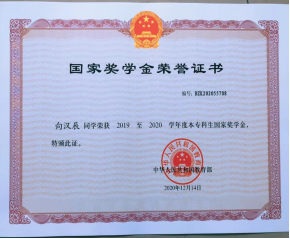 国家奖学金荣誉证书
编号: BZK202055788
向汉辰 同学荣获 2019 至 2020 学年度本专科生国家奖学金，
特颁此证。
中华人民共和国教育部
2020年12月14日